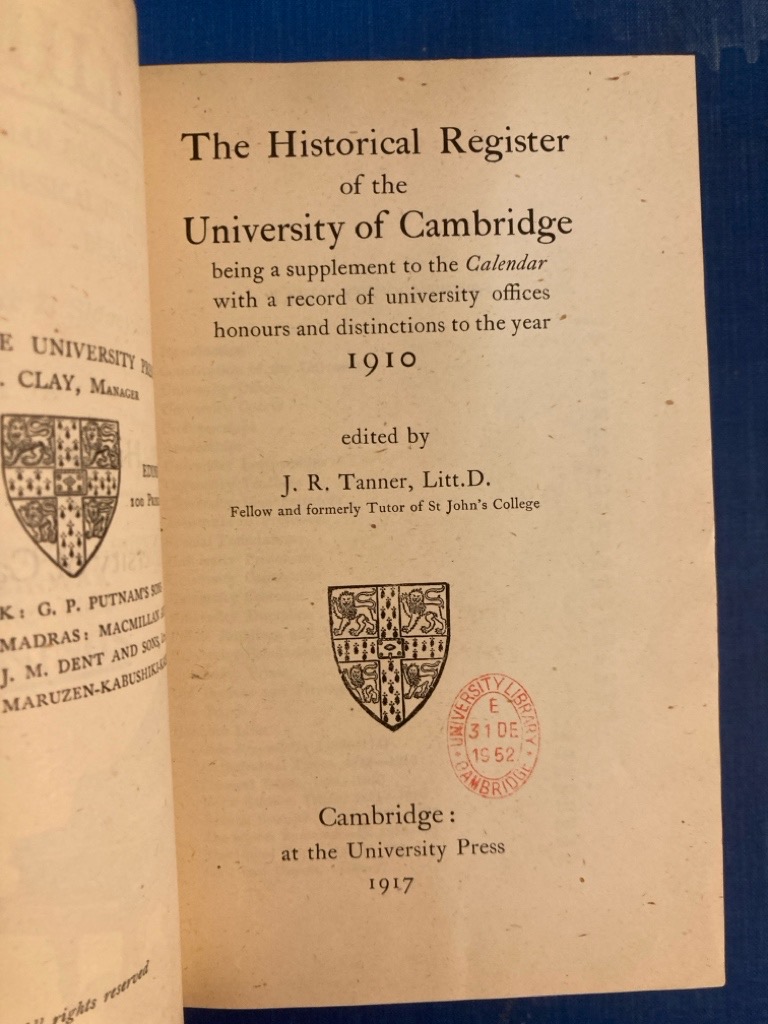 E UNIVERSITY
. CLAY, MANAGER
100
K: G. P. PUTNAM'S SONS
MADRAS: MACMILLAN
J. M. DENT AND SONS,
MARUZEN-KABUSHIKI-
rights reserved
The Historical Register
of the
University of Cambridge
being a supplement to the Calendar
with a record of university offices
honours and distinctions to the year
1910
edited by
J. R. Tanner, Litt.D.
Fellow and formerly Tutor of St John's College
UNIVERSITY LIBRARY
E
31 DE
1952
CAMBRIDGE
Cambridge:
at the University Press
1917